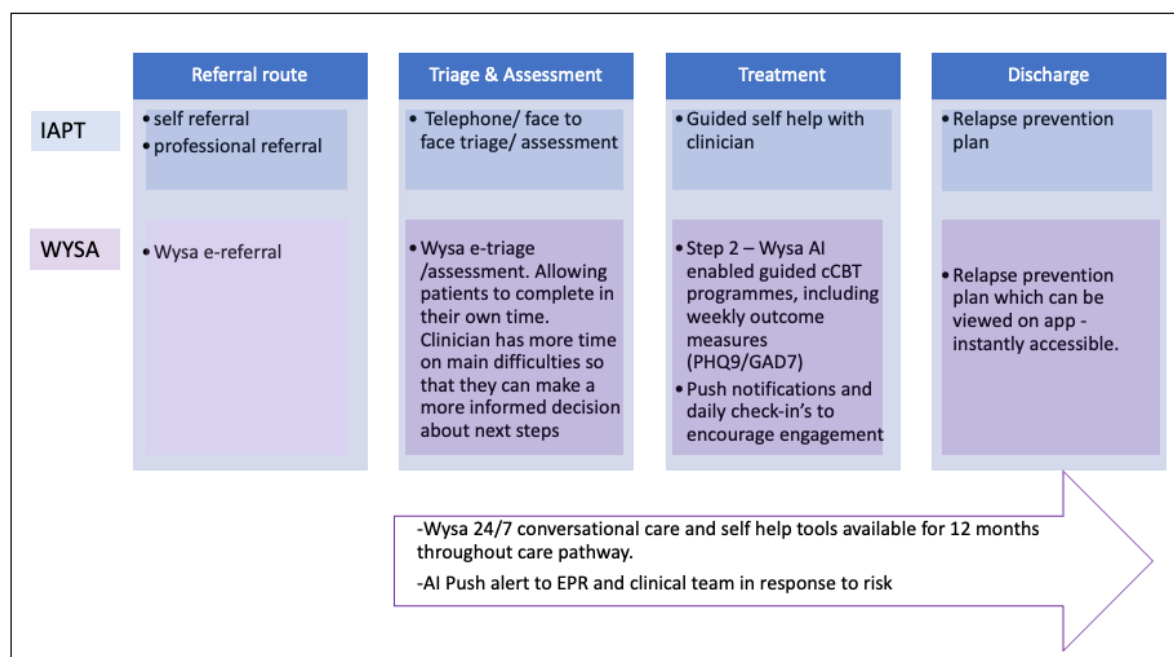 Referral route
Triage & Assessment
Treatment
Discharge
IAPT
• self referral
• professional referral
• Telephone/ face to
face triage/ assessment
• Guided self help with
clinician
• Relapse prevention
plan
WYSA
• Wysa e-referral
• Wysa e-triage
/assessment. Allowing
patients to complete in
their own time.
Clinician has more time
on main difficulties so
that they can make a
more informed decision
about next steps
• Step 2 – Wysa AI
enabled guided cCBT
programmes, including
weekly outcome
measures
(PHQ9/GAD7)
• Push notifications and
daily check-in's to
encourage engagement
• Relapse prevention
plan which can be
viewed on app -
instantly accessible.
-Wysa 24/7 conversational care and self help tools available for 12 months
throughout care pathway.
-AI Push alert to EPR and clinical team in response to risk